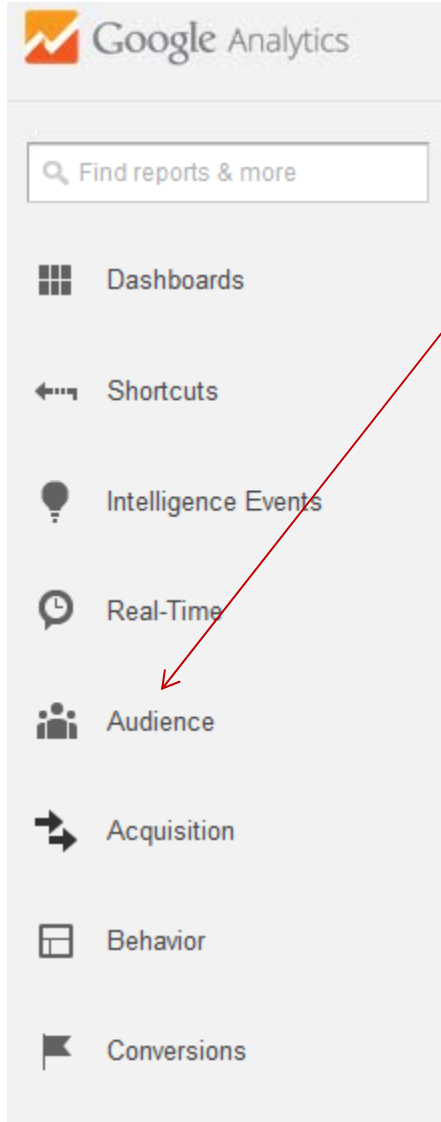 Google Analytics
Find reports & more
Dashboards
Shortcuts
Intelligence Events
Real-Time
Audience
Acquisition
Behavior
Conversions